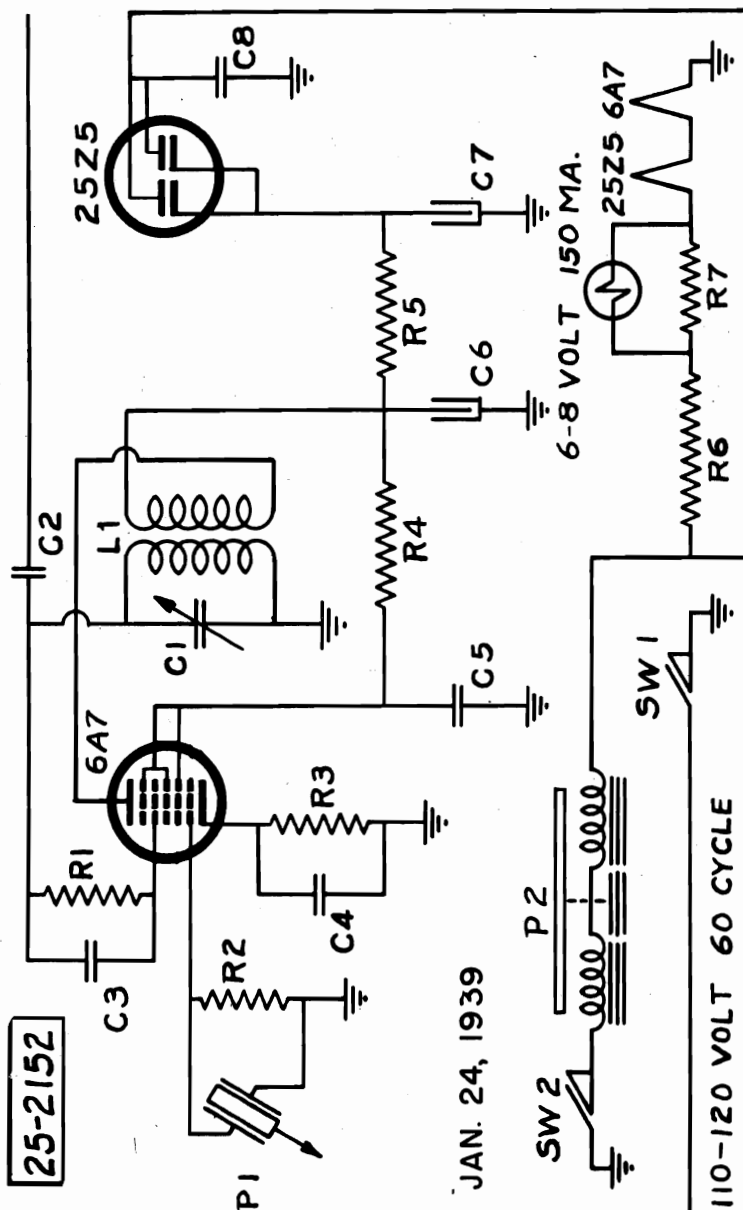 25-2152
C3
R1
6A7
C1
L1
C2
25Z5
C8
P1
R2
C4
R3
C5
R4
C6
R5
C7
JAN. 24, 1939
6-8 VOLT 150 MA.
25Z5 6A7
SW 2
P2
SW 1
R6
R7
110-120 VOLT 60 CYCLE